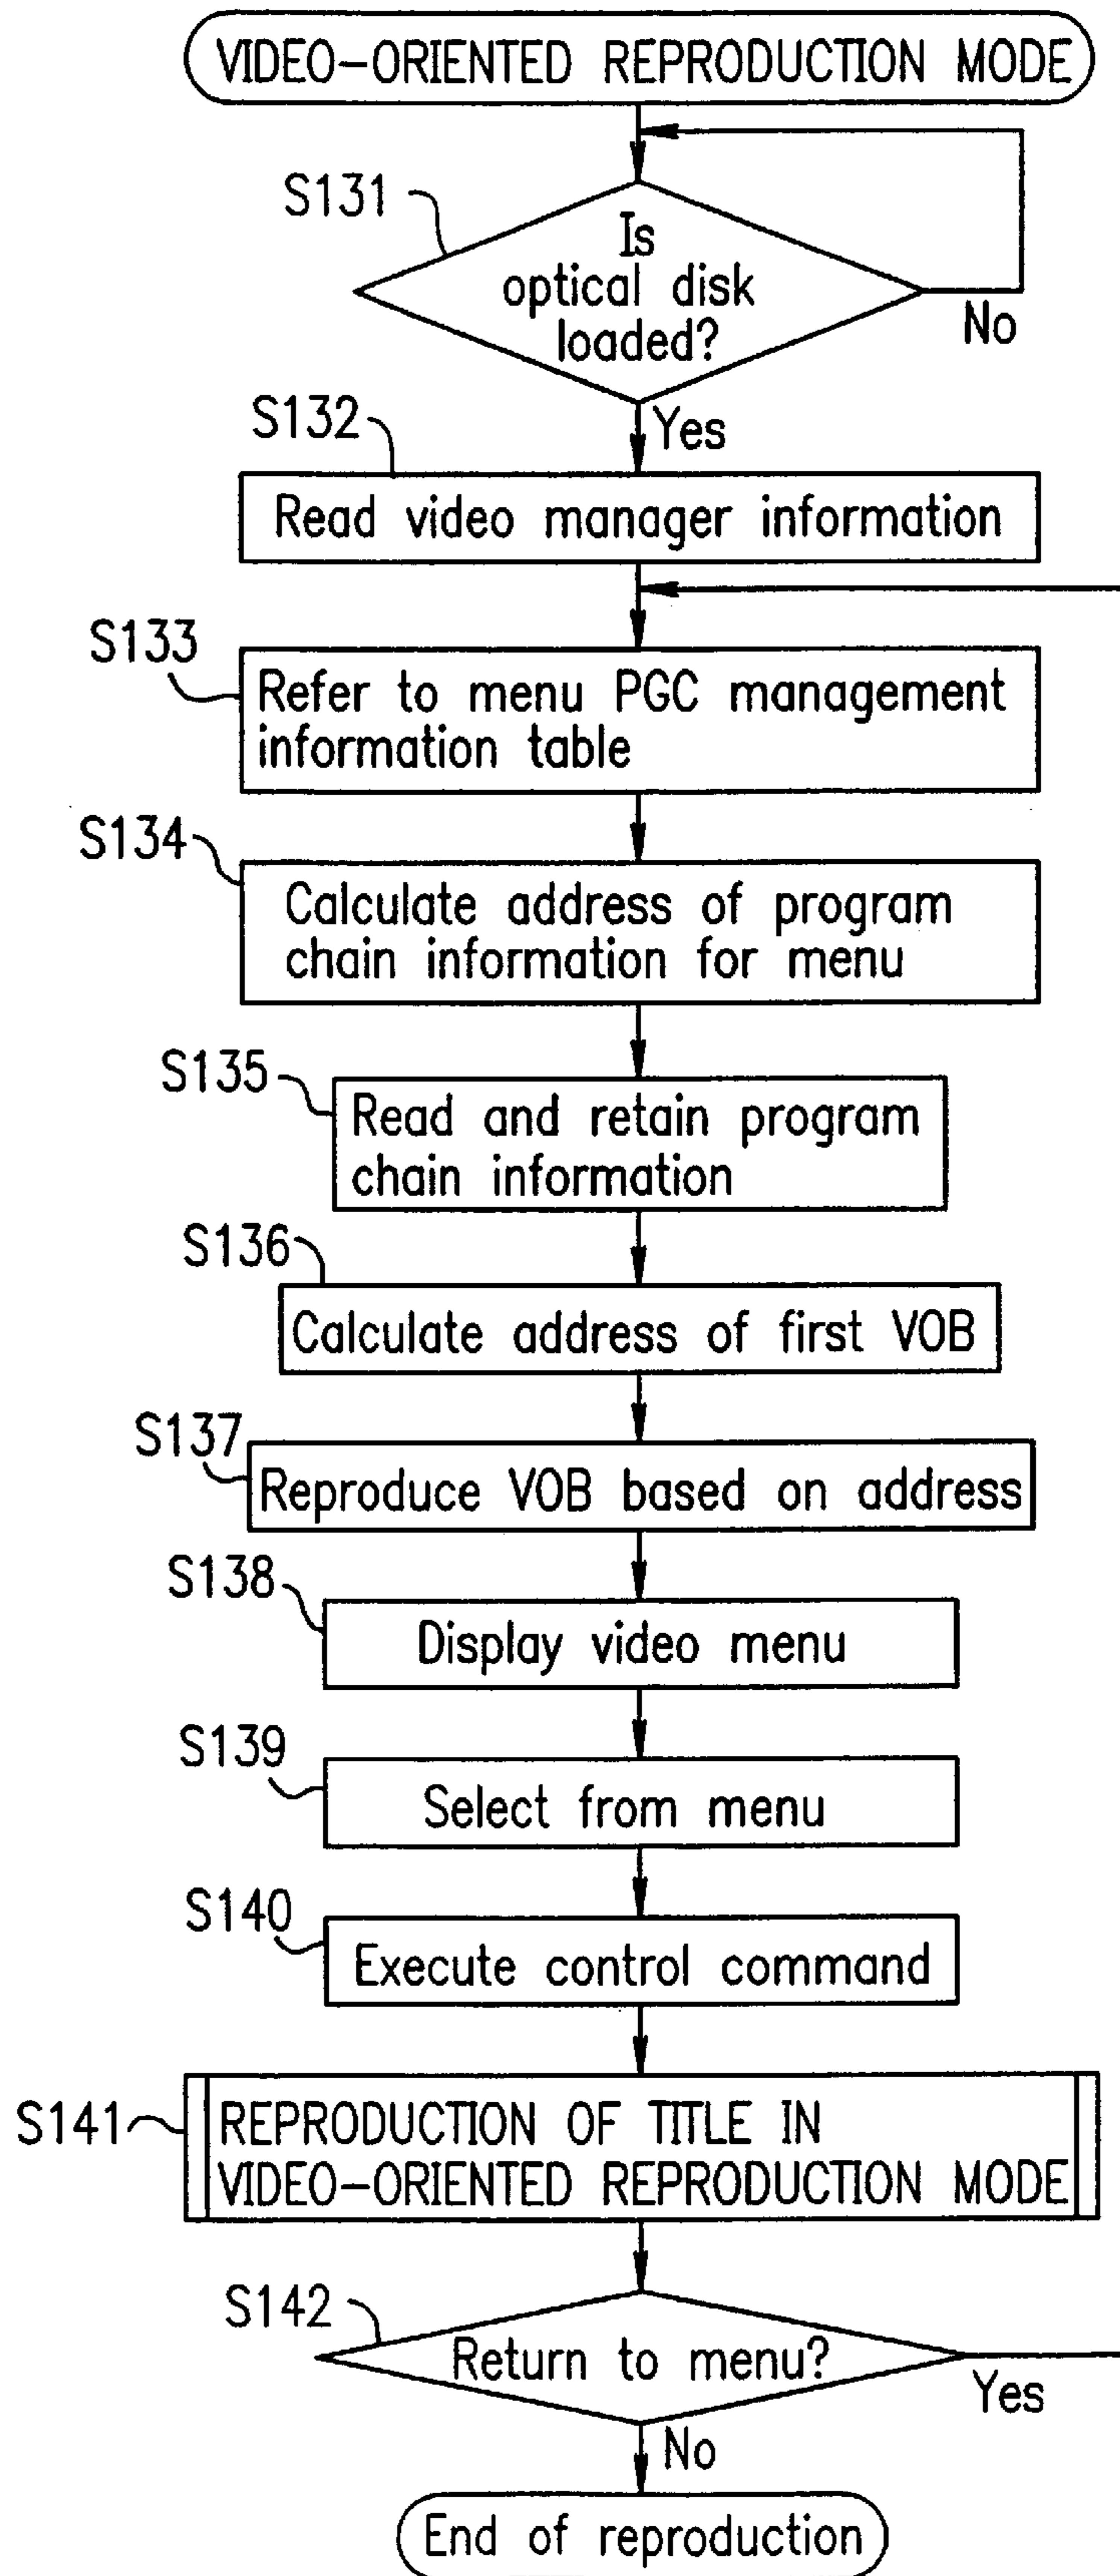 VIDEO-ORIENTED REPRODUCTION MODE
S131
Is
optical disk
loaded?
No
Yes
S132
Read video manager information
S133
Refer to menu PGC management
information table
S134
Calculate address of program
chain information for menu
S135
Read and retain program
chain information
S136
Calculate address of first VOB
S137
Reproduce VOB based on address
S138
Display video menu
S139
Select from menu
S140
Execute control command
S141
REPRODUCTION OF TITLE IN
VIDEO-ORIENTED REPRODUCTION MODE
S142
Return to menu?
Yes
No
End of reproduction